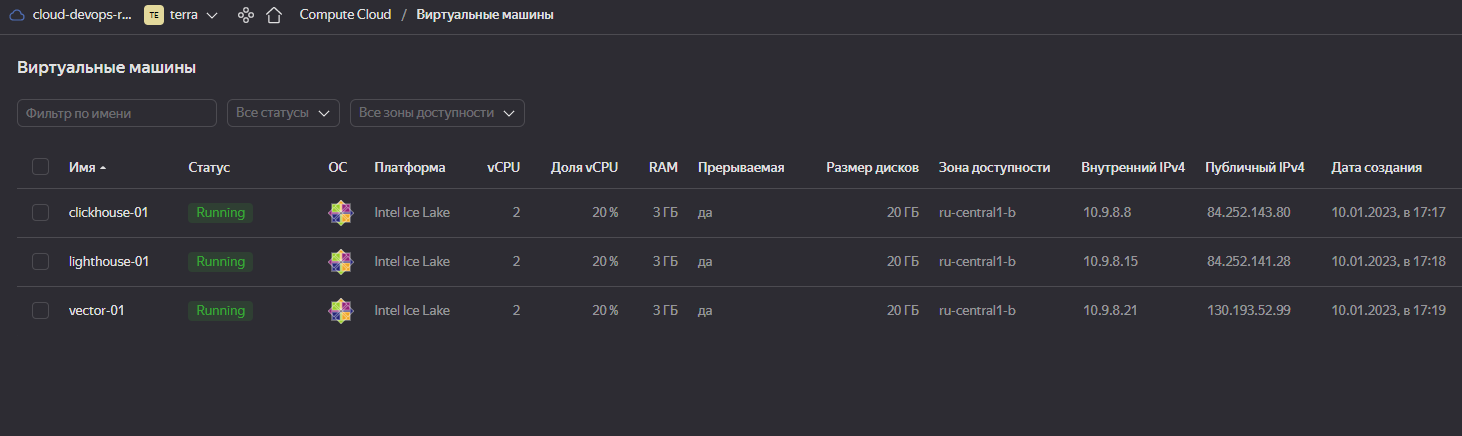 cloud-devops-r... TE terra Compute Cloud / Виртуальные машины
Виртуальные машины
Фильтр по имени Все статусы Все зоны доступности
Имя Статус ОС Платформа vCPU Доля vCPU RAM Прерываемая Размер дисков Зона доступности Внутренний IPv4 Публичный IPv4 Дата создания
clickhouse-01 Running Intel Ice Lake 2 20 % 3 ГБ да 20 ГБ ru-central1-b 10.9.8.8 84.252.143.80 10.01.2023, в 17:17
lighthouse-01 Running Intel Ice Lake 2 20 % 3 ГБ да 20 ГБ ru-central1-b 10.9.8.15 84.252.141.28 10.01.2023, в 17:18
vector-01 Running Intel Ice Lake 2 20 % 3 ГБ да 20 ГБ ru-central1-b 10.9.8.21 130.193.52.99 10.01.2023, в 17:19